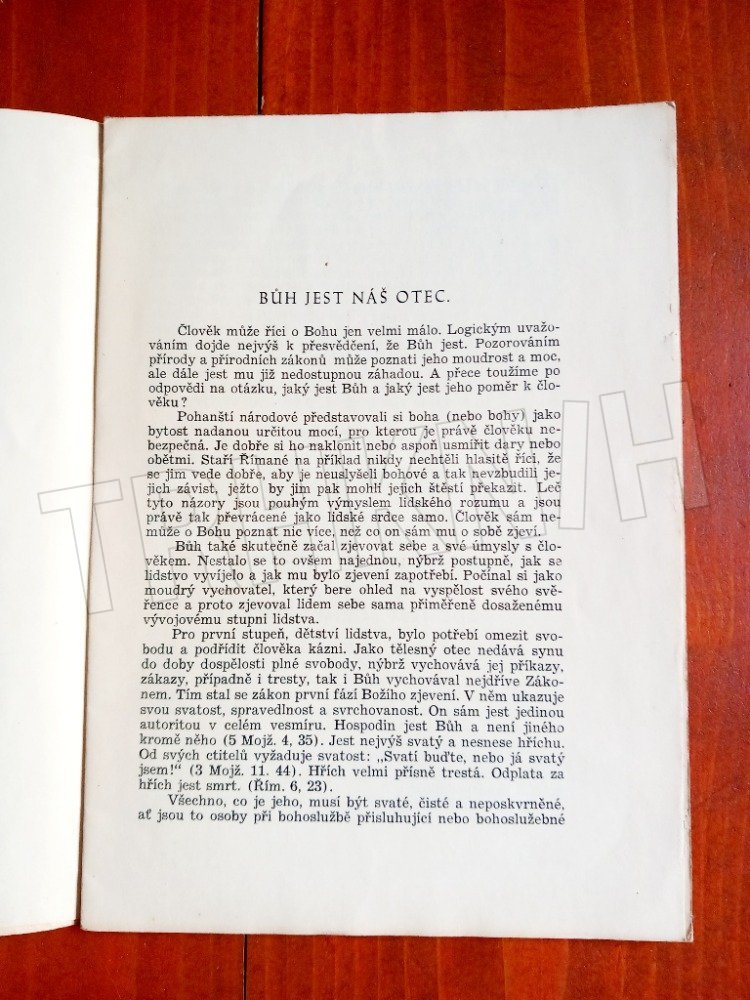 BŮH JEST NÁŠ OTEC.
Člověk může říci o Bohu jen velmi málo. Logickým uvažo-
váním dojde nejvýš k přesvědčení, že Bůh jest. Pozorováním
přírody a přírodních zákonů může poznati jeho moudrost a moc,
ale dále jest mu již nedostupnou záhadou. A přece toužíme po
odpovědi na otázku, jaký jest Bůh a jaký jest jeho poměr k člo-
věku?
Pohanští národové představovali si boha (nebo bohy) jako
bytost nadanou určitou mocí, pro kterou je právě člověku ne-
bezpečná. Je dobře si ho nakloniti nebo aspoň usmířit dary nebo
obětmi. Staří Římané na příklad nikdy nechtěli hlasitě říci, že
se jim vede dobře, aby je neuslyšeli bohové a tak nevzbudili je-
jich závist, ježto by jim pak mohli jejich štěstí překazit. Leč
tyto názory jsou pouhým výmyslem lidského rozumu a jsou
právě tak převrácené jako lidské srdce samo. Člověk sám ne-
může o Bohu poznat nic více, než co on sám mu o sobě zjeví.
Bůh také skutečně začal zjevovat sebe a své úmysly s člo-
věkem. Nestalo se to ovšem najednou, nýbrž postupně, jak se
lidstvo vyvíjelo a jak mu bylo zjevení zapotřebí. Počínal si jako
moudrý vychovatel, který bere ohled na vyspělost svého svě-
řence a proto zjevoval lidem sebe sama přiměřeně dosaženému
vývojovému stupni lidstva.
Pro první stupeň, dětství lidstva, bylo potřebí omezit svo-
bodu a podřídit člověka kázni. Jako tělesný otec nedává synu
do doby dospělosti plné svobody, nýbrž vychovává jej příkazy,
zákazy, případně i tresty, tak i Bůh vychovával nejdříve Záko-
nem. Tím stal se zákon první fází Božího zjevení. V něm ukazuje
svou svatost, spravedlnost a svrchovanost. On sám jest jedinou
autoritou v celém vesmíru. Hospodin jest Bůh a není jiného
kromě něho (5 Mojž. 4, 35). Jest nejvýš svatý a nesnese hříchu.
Od svých ctitelů vyžaduje svatost: „Svatí buďte, nebo já svatý
jsem!“ (3 Mojž. 11. 44). Hřích velmi přísně trestá. Odplata za
hřích jest smrt. (Řím. 6, 23).
Všechno, co je jeho, musí být svaté, čisté a neposkvrněné,
ať jsou to osoby při bohoslužbě přisluhující nebo bohoslužebné